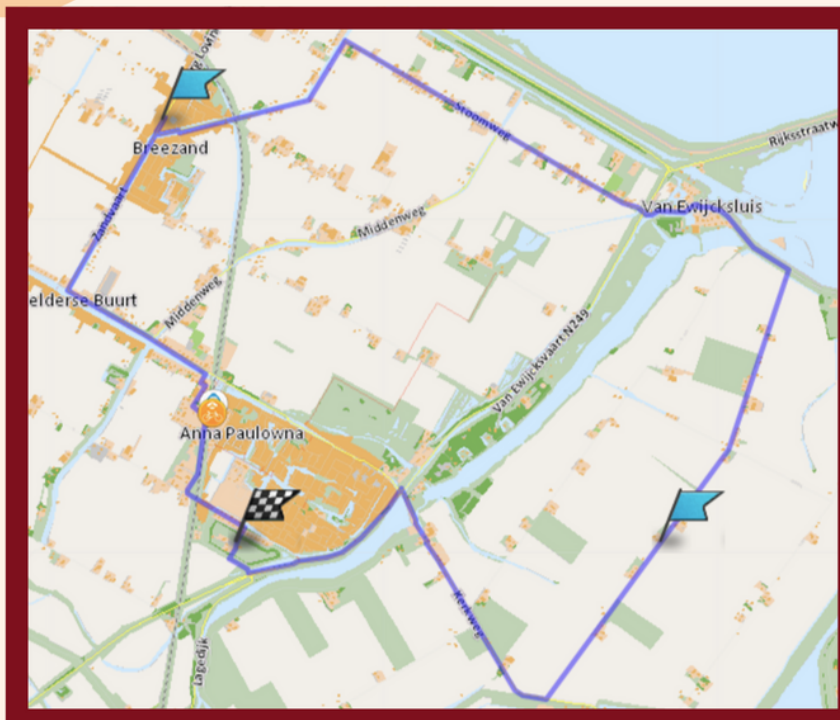 Breezand
Stoomweg
Rijksstraatw
Van Ewijcksluis
Zandvaart
Middenweg
elderse Buurt
Middenweg
Van Ewijcksvaart N249
Anna Paulowna
Kerkweg
Lagedijk